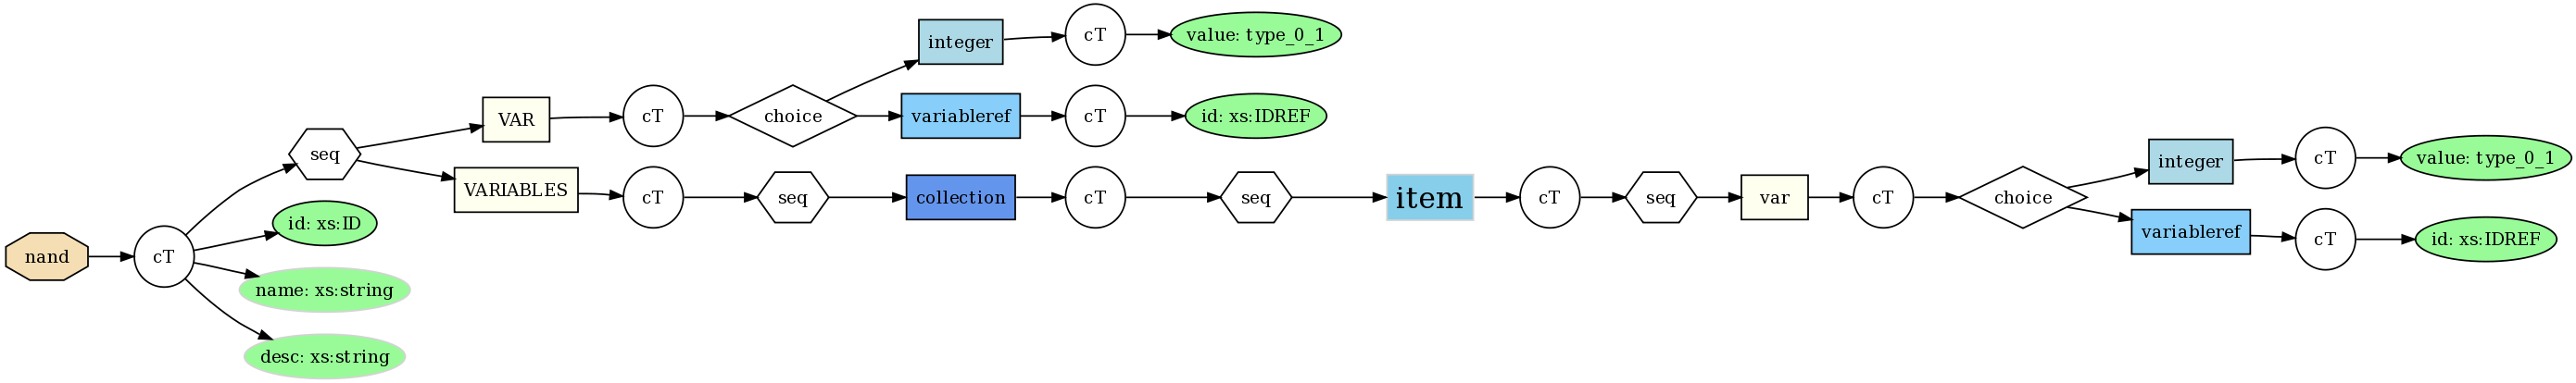 nand
cT
seq
id: xs:ID
name: xs:string
desc: xs:string
VAR
cT
choice
integer
cT
value: type_0_1
variableref
cT
id: xs:IDREF
VARIABLES
cT
seq
collection
cT
seq
item
cT
seq
var
cT
choice
integer
cT
value: type_0_1
variableref
cT
id: xs:IDREF